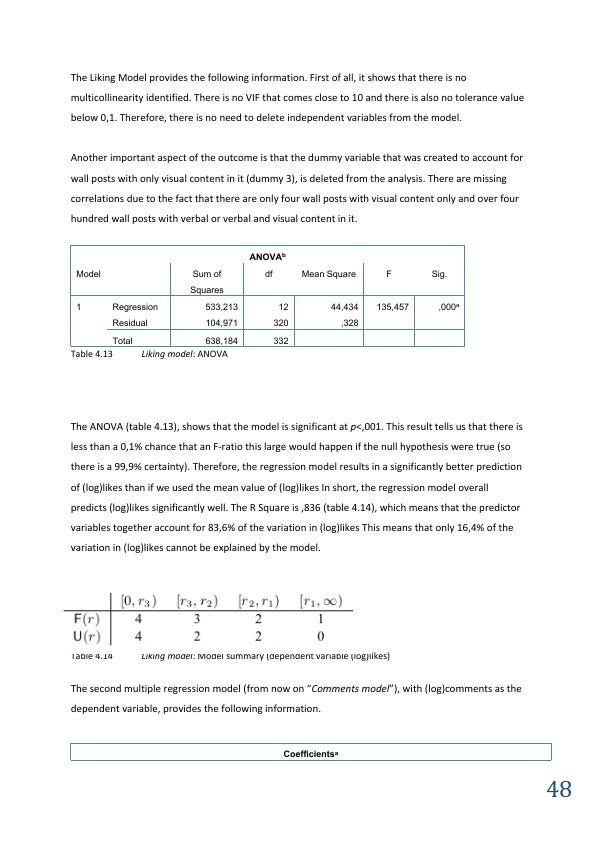 The Liking Model provides the following information. First of all, it shows that there is no
multicollinearity identified. There is no VIF that comes close to 10 and there is also no tolerance value
below 0,1. Therefore, there is no need to delete independent variables from the model.
Another important aspect of the outcome is that the dummy variable that was created to account for
wall posts with only visual content in it (dummy 3), is deleted from the analysis. There are missing
correlations due to the fact that there are only four wall posts with visual content only and over four
hundred wall posts with verbal or verbal and visual content in it.
ANOVAᵇ
Model Sum of Squares df Mean Square F Sig.
1 Regression 533,213 12 44,434 135,457 ,000ᵃ
Residual 104,971 320 ,328
Total 638,184 332
Table 4.13 Liking model: ANOVA
The ANOVA (table 4.13), shows that the model is significant at p<,001. This result tells us that there is
less than a 0,1% chance that an F-ratio this large would happen if the null hypothesis were true (so
there is a 99,9% certainty). Therefore, the regression model results in a significantly better prediction
of (log)likes than if we used the mean value of (log)likes In short, the regression model overall
predicts (log)likes significantly well. The R Square is ,836 (table 4.14), which means that the predictor
variables together account for 83,6% of the variation in (log)likes This means that only 16,4% of the
variation in (log)likes cannot be explained by the model.
[0, r₃) [r₃, r₂) [r₂, r₁) [r₁, ∞)
F(r) 4 3 2 1
U(r) 4 2 2 0
Table 4.14 Liking model: Model summary (dependent variable (log)likes)
The second multiple regression model (from now on “Comments model”), with (log)comments as the
dependent variable, provides the following information.
Coefficientsᵃ
48